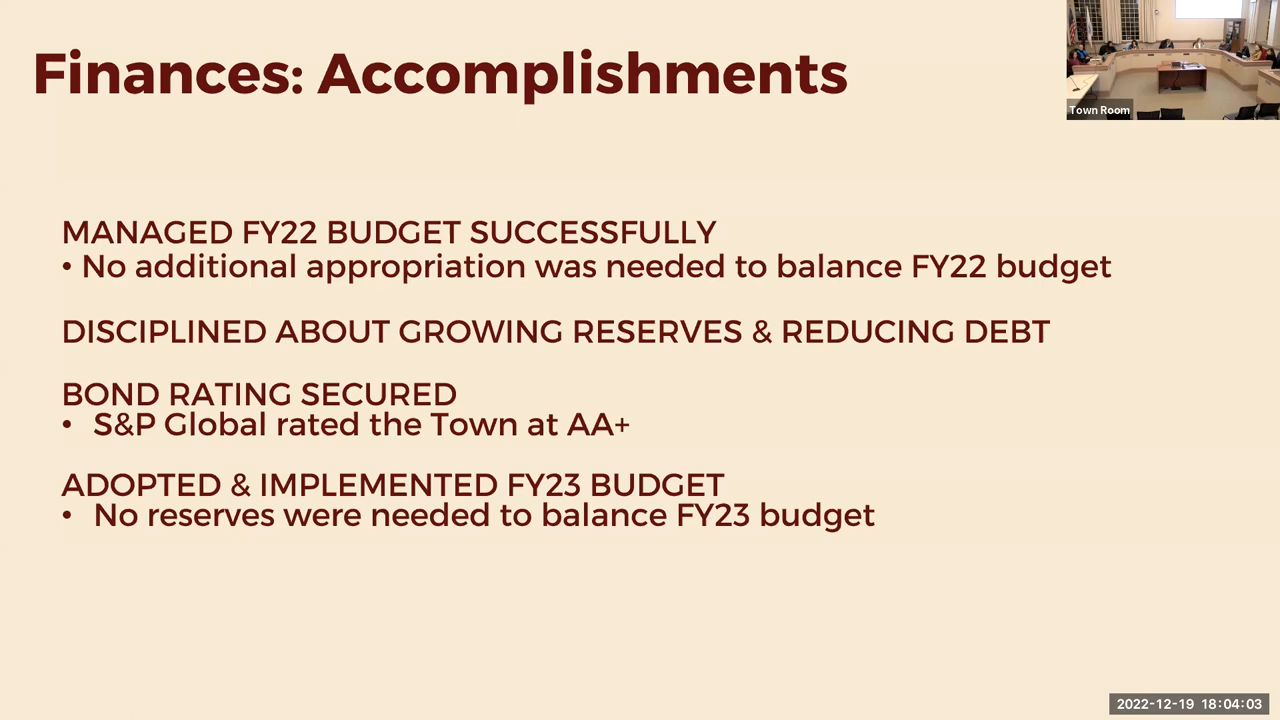 Finances: Accomplishments
Town Room
MANAGED FY22 BUDGET SUCCESSFULLY
• No additional appropriation was needed to balance FY22 budget
DISCIPLINED ABOUT GROWING RESERVES & REDUCING DEBT
BOND RATING SECURED
• S&P Global rated the Town at AA+
ADOPTED & IMPLEMENTED FY23 BUDGET
• No reserves were needed to balance FY23 budget
2022-12-19 18:04:03